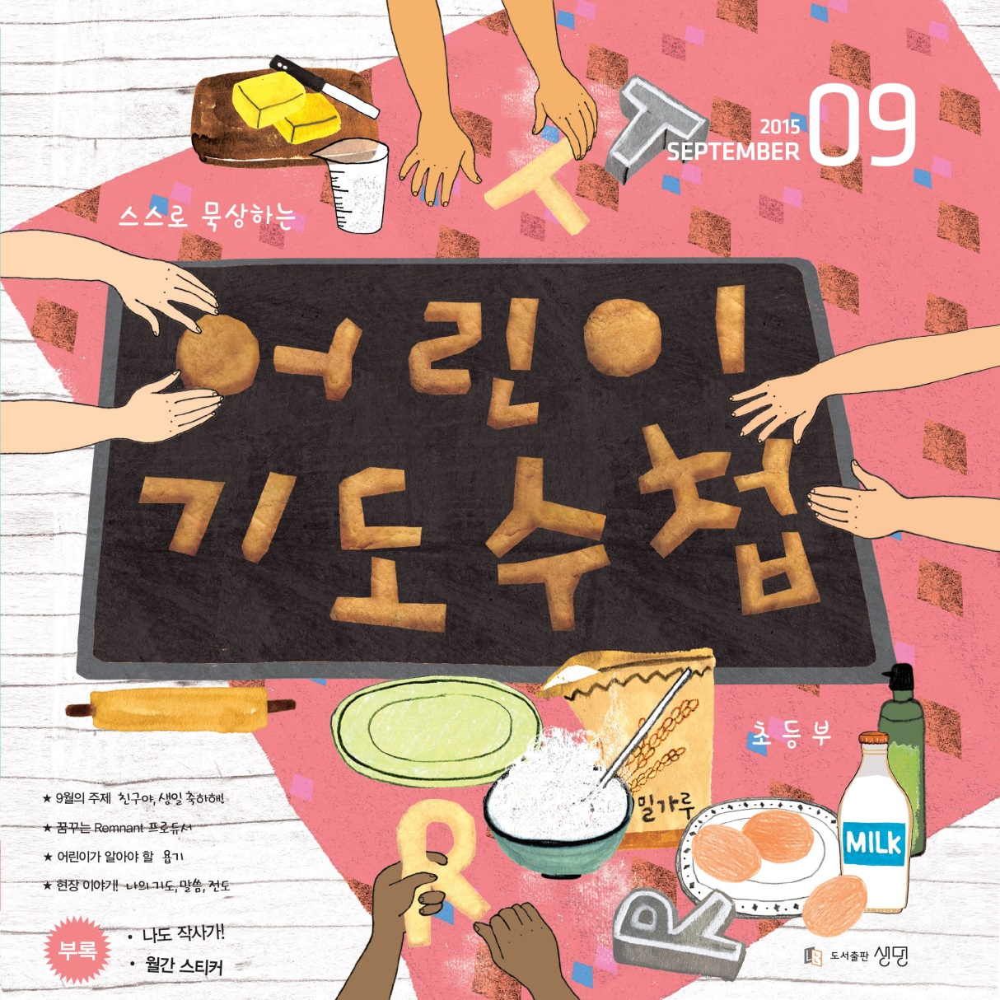 2015
SEPTEMBER 09
스스로 묵상하는
어린이
기도수첩
초등부
밀가루
MILK
★ 9월의 주제 친구야, 생일 축하해!
★ 꿈꾸는 Remnant 프로듀서
★ 어린이가 알아야 할 욥기
★ 현장 이야기! 나의 기도, 말씀, 전도
부록
• 나도 작사가!
• 월간 스티커
R
T
도서출판 생명